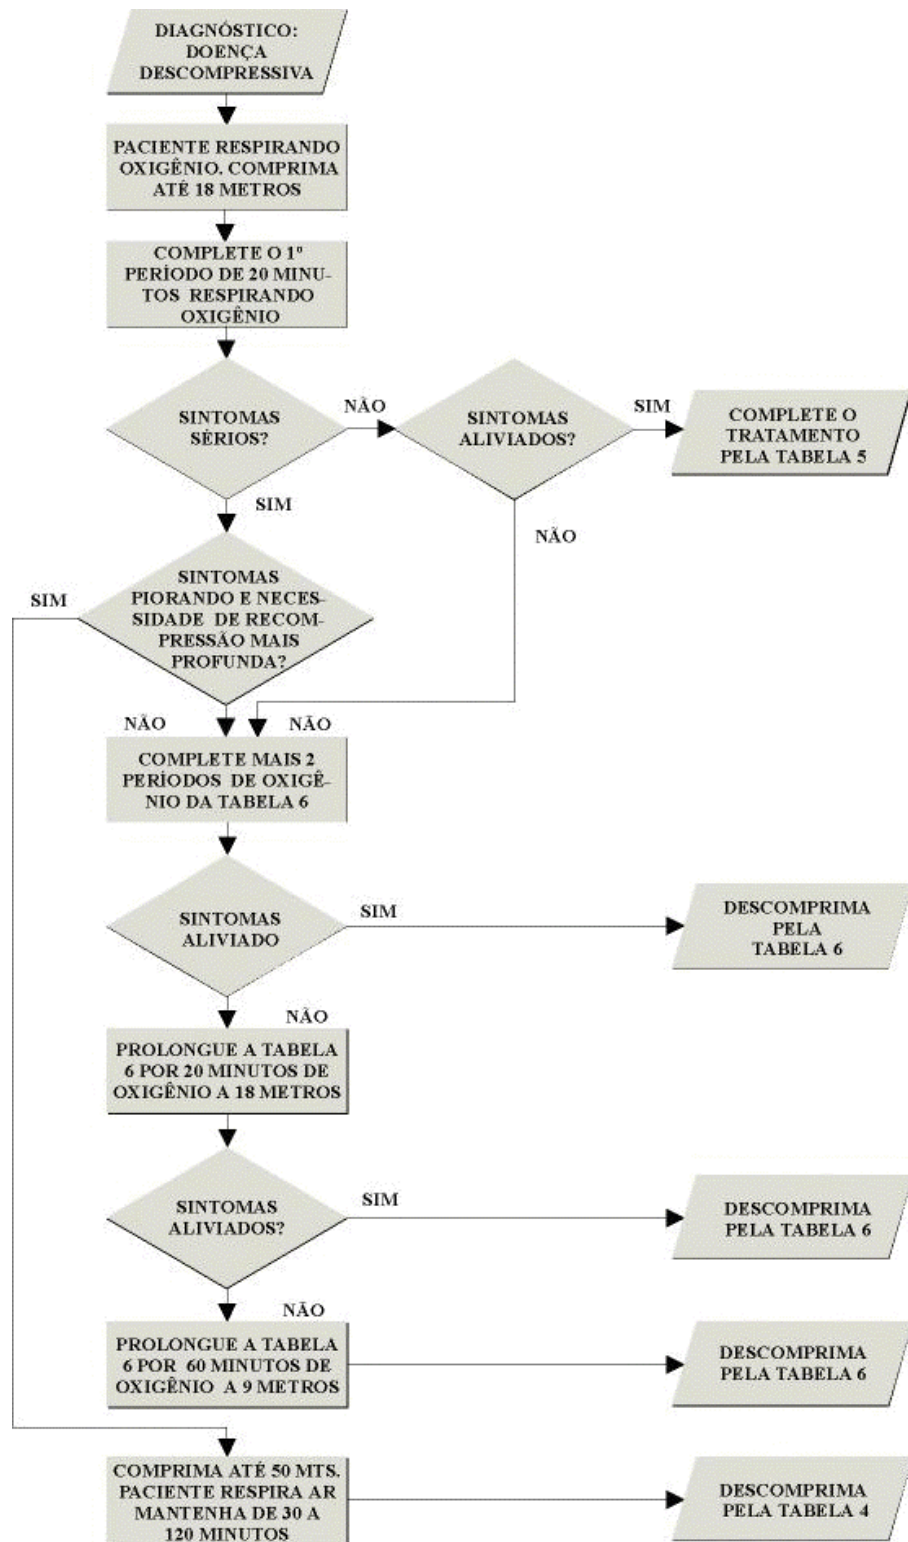 DIAGNÓSTICO:
DOENÇA
DESCOMPRESSIVA
PACIENTE RESPIRANDO
OXIGÊNIO. COMPRIMA
ATÉ 18 METROS
COMPLETE O 1º
PERÍODO DE 20 MINU-
TOS RESPIRANDO
OXIGÊNIO
SINTOMAS
SÉRIOS?
NÃO
SINTOMAS
ALIVIADOS?
SIM
COMPLETE O
TRATAMENTO
PELA TABELA 5
SIM
NÃO
SINTOMAS
PIORANDO E NECES-
SIDADE DE RECOM-
PRESSÃO MAIS
PROFUNDA?
SIM
NÃO
NÃO
COMPLETE MAIS 2
PERÍODOS DE OXIGÊ-
NIO DA TABELA 6
SINTOMAS
ALIVIADO
SIM
DESCOMPRIMA
PELA
TABELA 6
NÃO
PROLONGUE A TABELA
6 POR 20 MINUTOS DE
OXIGÊNIO A 18 METROS
SINTOMAS
ALIVIADOS?
SIM
DESCOMPRIMA
PELA TABELA 6
NÃO
PROLONGUE A TABELA
6 POR 60 MINUTOS DE
OXIGÊNIO A 9 METROS
DESCOMPRIMA
PELA TABELA 6
COMPRIMA ATÉ 50 MTS.
PACIENTE RESPIRA AR
MANTENHA DE 30 A
120 MINUTOS
DESCOMPRIMA
PELA TABELA 4